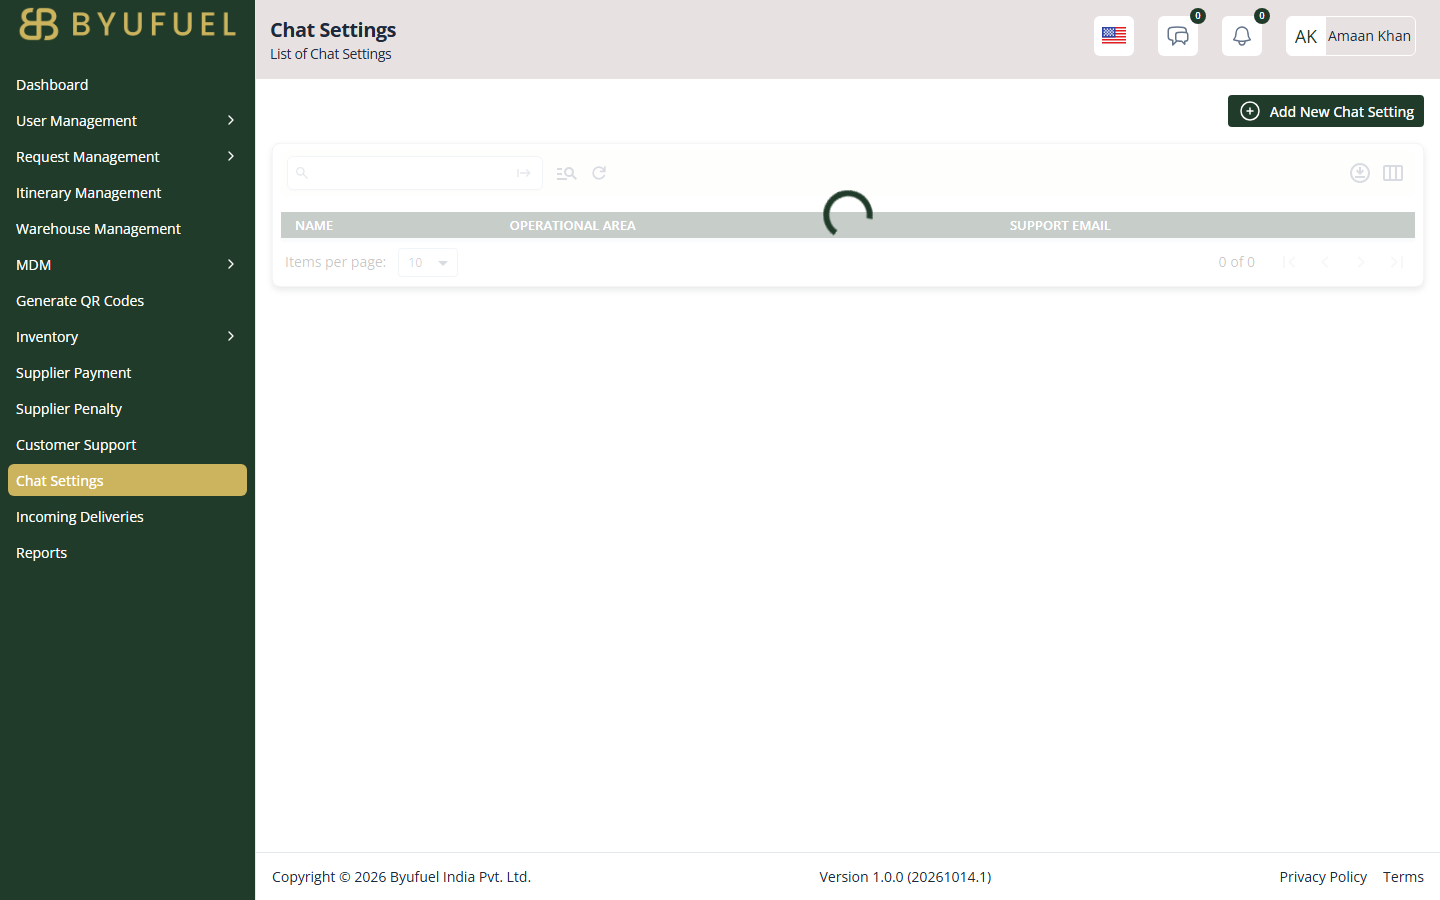 BYUFUEL
Dashboard
User Management
Request Management
Itinerary Management
Warehouse Management
MDM
Generate QR Codes
Inventory
Supplier Payment
Supplier Penalty
Customer Support
Chat Settings
Incoming Deliveries
Reports
Chat Settings
List of Chat Settings
0
0
AK Amaan Khan
Add New Chat Setting
NAME OPERATIONAL AREA SUPPORT EMAIL
Items per page: 10 0 of 0
Copyright © 2026 Byufuel India Pvt. Ltd. Version 1.0.0 (20261014.1) Privacy Policy Terms